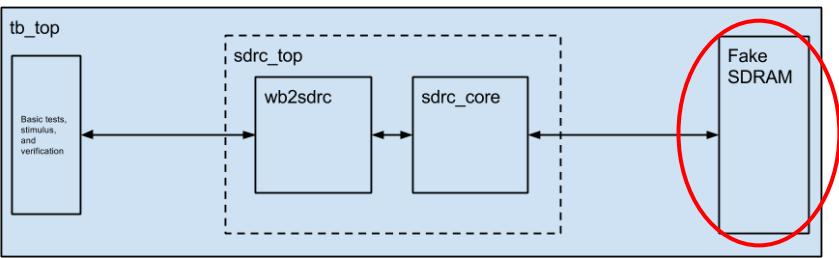 tb_top
sdrc_top
Fake
SDRAM
wb2sdrc
sdrc_core
Basic tests,
stimulus,
and
verification